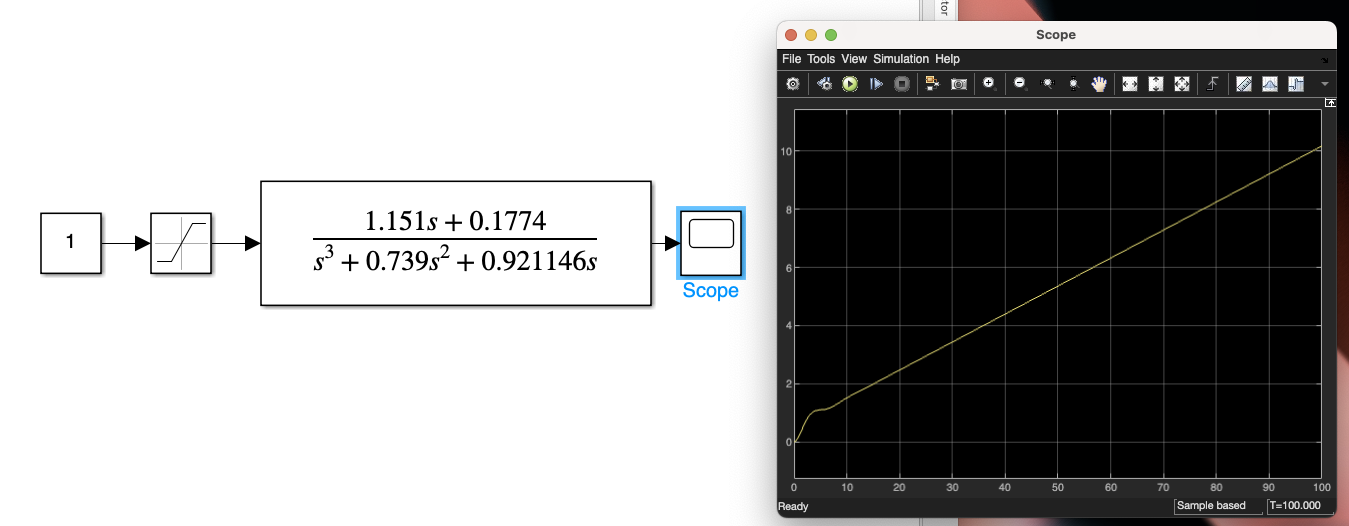 1
1.151s + 0.1774
s³ + 0.739s² + 0.921146s
Scope
tor
Scope
File Tools View Simulation Help
10
8
6
4
2
0
0 10 20 30 40 50 60 70 80 90 100
Ready Sample based T=100.000